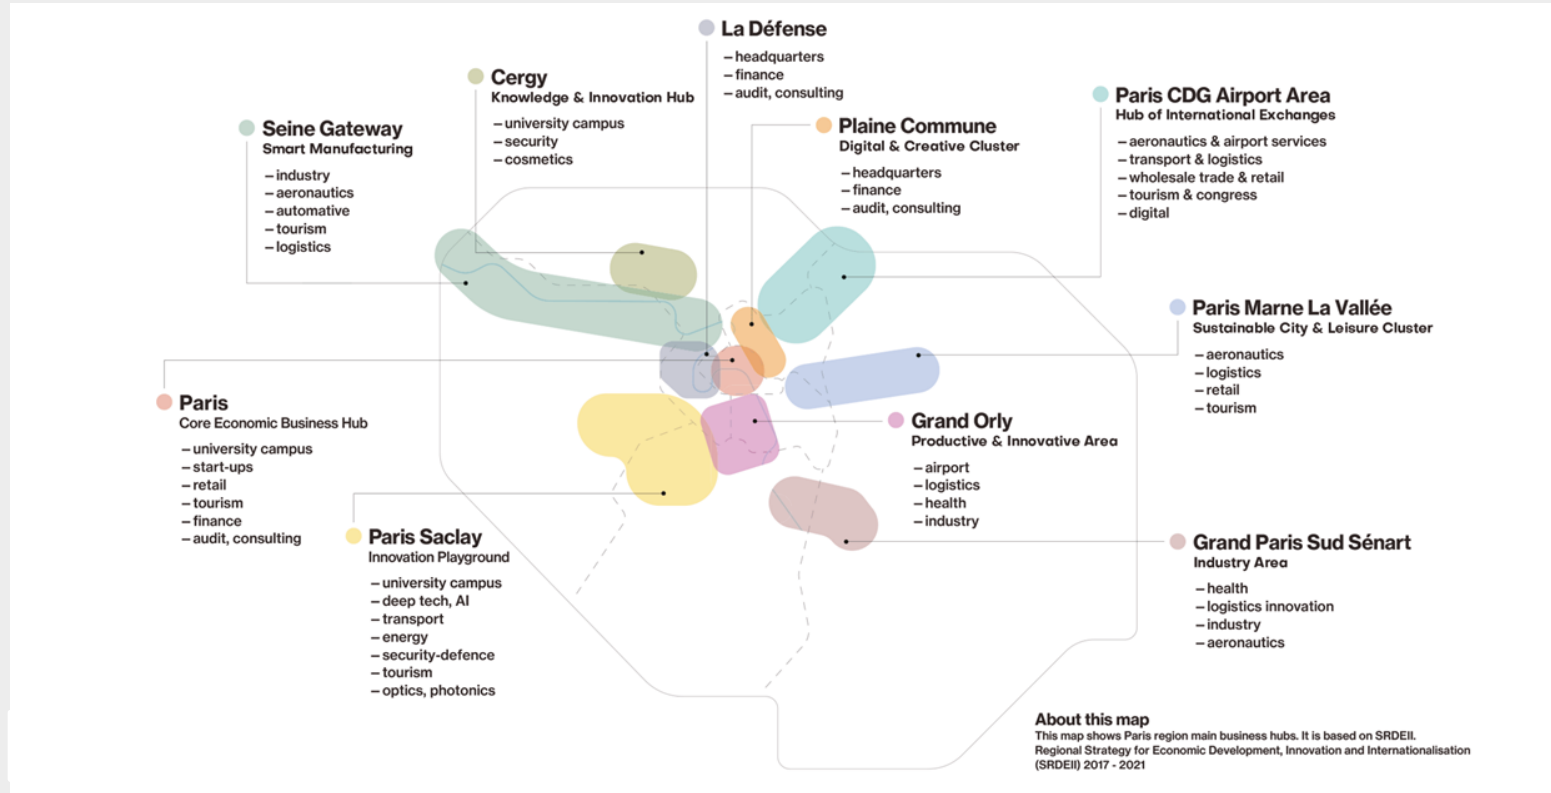 La Défense
– headquarters
– finance
– audit, consulting
Cergy
Knowledge & Innovation Hub
– university campus
– security
– cosmetics
Seine Gateway
Smart Manufacturing
– industry
– aeronautics
– automative
– tourism
– logistics
Plaine Commune
Digital & Creative Cluster
– headquarters
– finance
– audit, consulting
Paris CDG Airport Area
Hub of International Exchanges
– aeronautics & airport services
– transport & logistics
– wholesale trade & retail
– tourism & congress
– digital
Paris Marne La Vallée
Sustainable City & Leisure Cluster
– aeronautics
– logistics
– retail
– tourism
Paris
Core Economic Business Hub
– university campus
– start-ups
– retail
– tourism
– finance
– audit, consulting
Grand Orly
Productive & Innovative Area
– airport
– logistics
– health
– industry
Paris Saclay
Innovation Playground
– university campus
– deep tech, AI
– transport
– energy
– security-defence
– tourism
– optics, photonics
Grand Paris Sud Sénart
Industry Area
– health
– logistics innovation
– industry
– aeronautics
About this map
This map shows Paris region main business hubs. It is based on SRDEII.
Regional Strategy for Economic Development, Innovation and Internationalisation
(SRDEII) 2017 - 2021